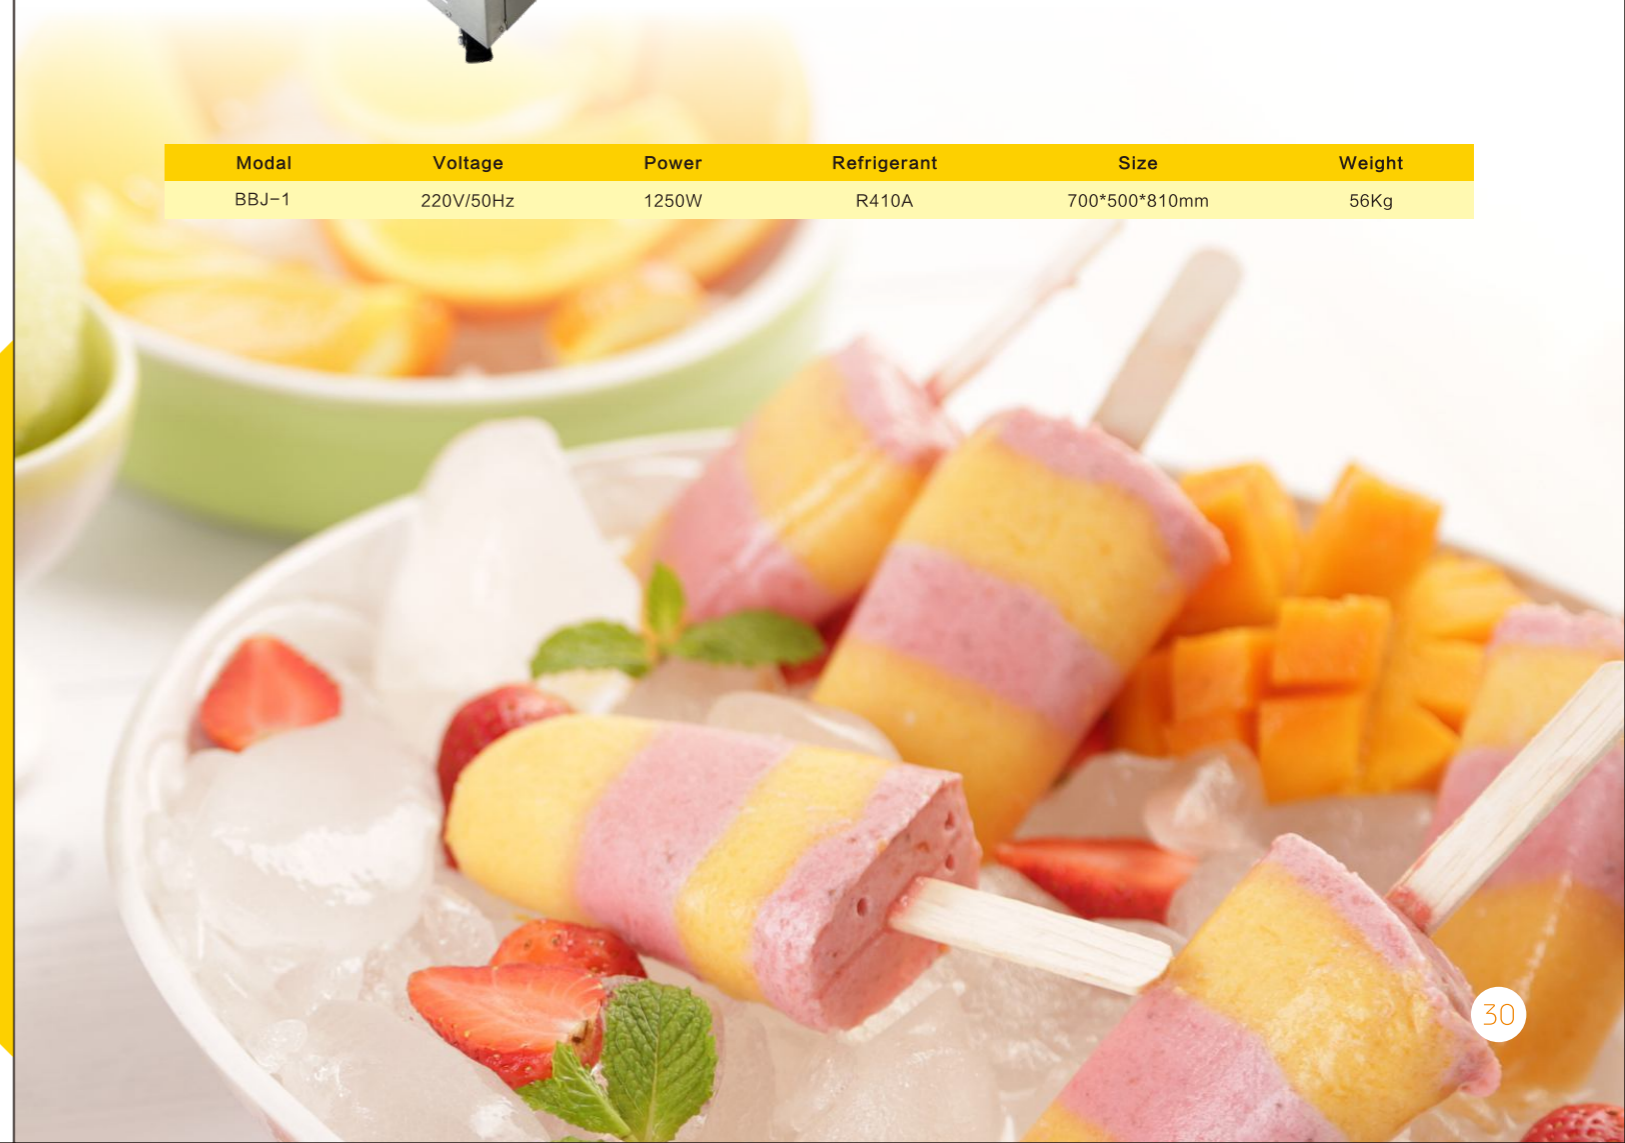 Modal Voltage Power Refrigerant Size Weight
BBJ-1 220V/50Hz 1250W R410A 700*500*810mm 56Kg
30